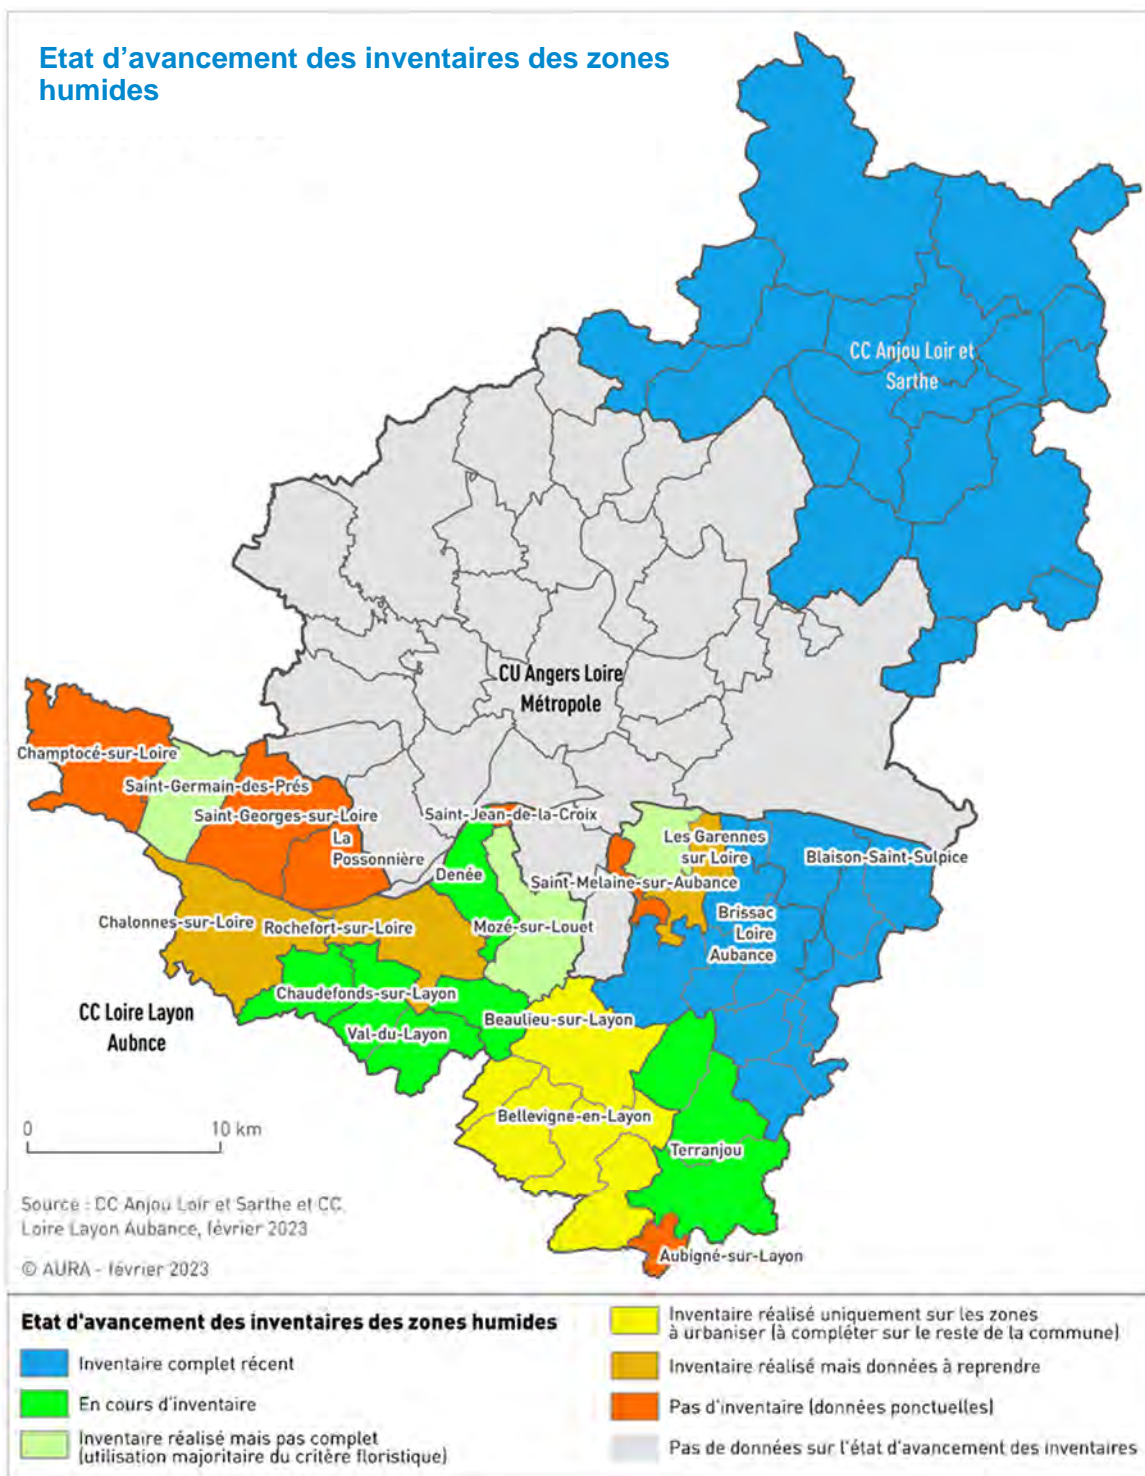 Etat d'avancement des inventaires des zones
humides
CC Anjou Loir et
Sarthe
CU Angers Loire
Métropole
Champtocé-sur-Loire
Saint-Germain-des-Prés
Saint-Georges-sur-Loire
La
Possonnière
Saint-Jean-de-la-Croix
Denée
Les Garennes
sur Loire
Blaison-Saint-Sulpice
Saint-Melaine-sur-Aubance
Chalonnes-sur-Loire
Rochefort-sur-Loire
Mozé-sur-Louet
Brissac
Loire
Aubance
Chaudefonds-sur-Layon
CC Loire Layon
Aubnce
Beaulieu-sur-Layon
Val-du-Layon
Bellevigne-en-Layon
Terranjou
Aubigné-sur-Layon
0 10 km
Source : CC Anjou Loir et Sarthe et CC
Loire Layon Aubance, février 2023
© AURA - février 2023
Etat d'avancement des inventaires des zones humides
Inventaire complet récent
En cours d'inventaire
Inventaire réalisé mais pas complet
(utilisation majoritaire du critère floristique)
Inventaire réalisé uniquement sur les zones
à urbaniser (à compléter sur le reste de la commune)
Inventaire réalisé mais données à reprendre
Pas d'inventaire (données ponctuelles)
Pas de données sur l'état d'avancement des inventaires